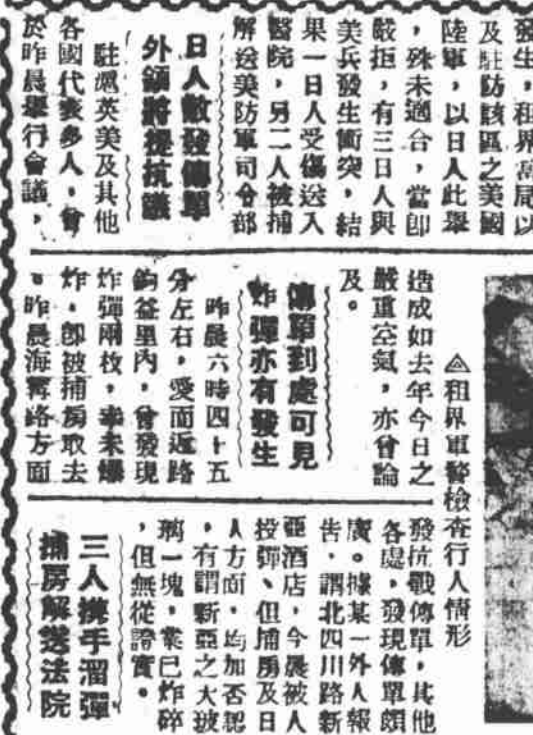 發生，租界當局以
及駐防該區之美國
陸軍，以日人此舉
，殊未適合，當即
嚴拒，有三日人與
美兵發生衝突，結
果一日人受傷送入
醫院，另二人被捕
解送美防軍司令部
日人散發傳單
外領將提抗議
駐滬英美及其他
各國代表多人，曾
於昨晨舉行會議，
△租界軍警檢查行人情形
造成如去年今日之
嚴重空氣，亦曾論
及。
傳單到處可見
炸彈亦有發生
昨晨六時四十五
分左右，愛而近路
鈞益里內，曾發現
炸彈兩枚，幸未爆
炸，即被捕房取去
。昨晨海寧路方面
發抗戰傳單，其他
各處，發現傳單頗
廣。據某一外人報
告，謂北四川路新
亞酒店，今晨被人
投彈、但捕房及日
人方面，均加否認
，有謂新亞之大玻
璃一塊，業已炸碎
，但無從證實。
三人携手溜彈
捕房解送法院